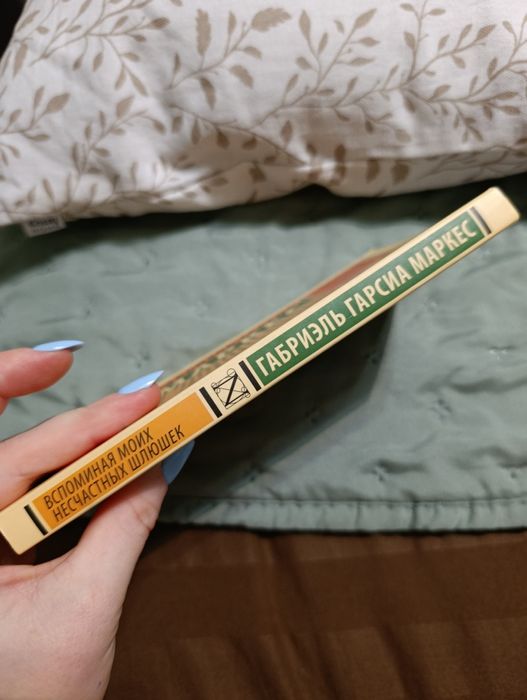 ГАБРИЭЛЬ ГАРСИА МАРКЕС
ВСПОМИНАЯ МОИХ
НЕСЧАСТНЫХ ШЛЮШЕК